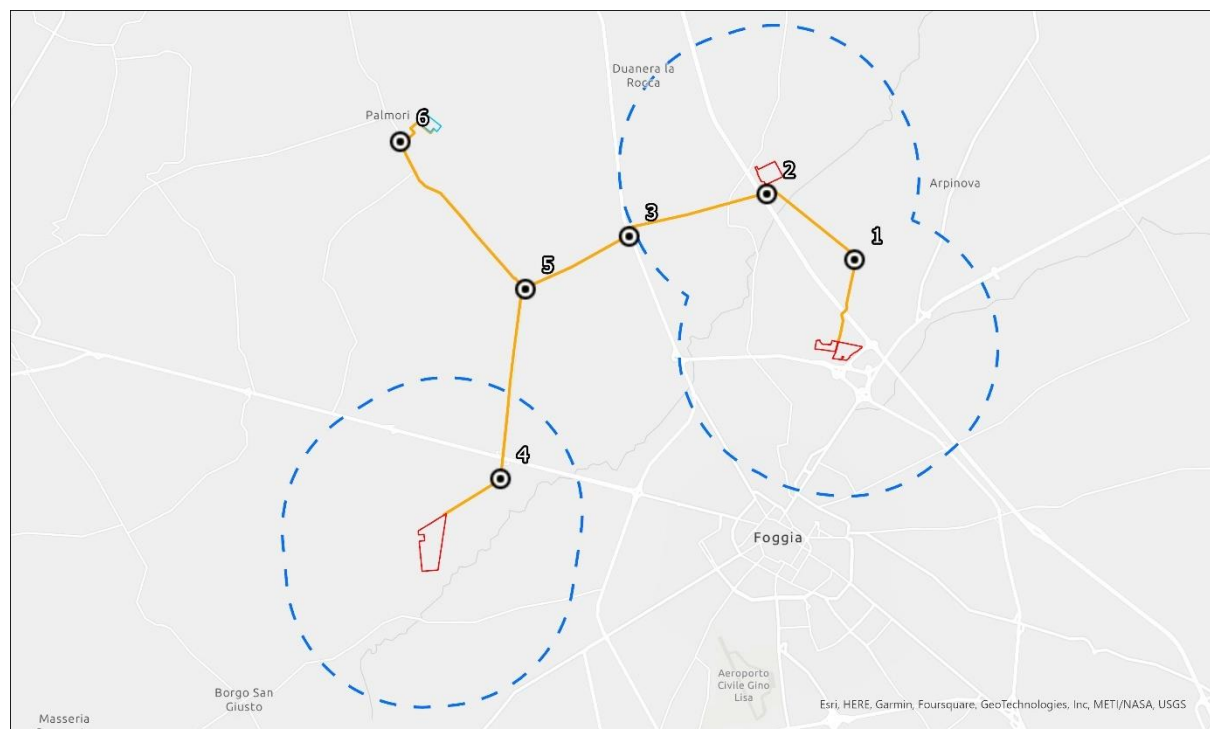 Duanera la
Rocca
Palmori
6
2
Arpinova
3
1
5
4
Foggia
Borgo San
Giusto
Aeroporto
Civile Gino
Lisa
Masseria
Esri, HERE, Garmin, Foursquare, GeoTechnologies, Inc, METI/NASA, USGS